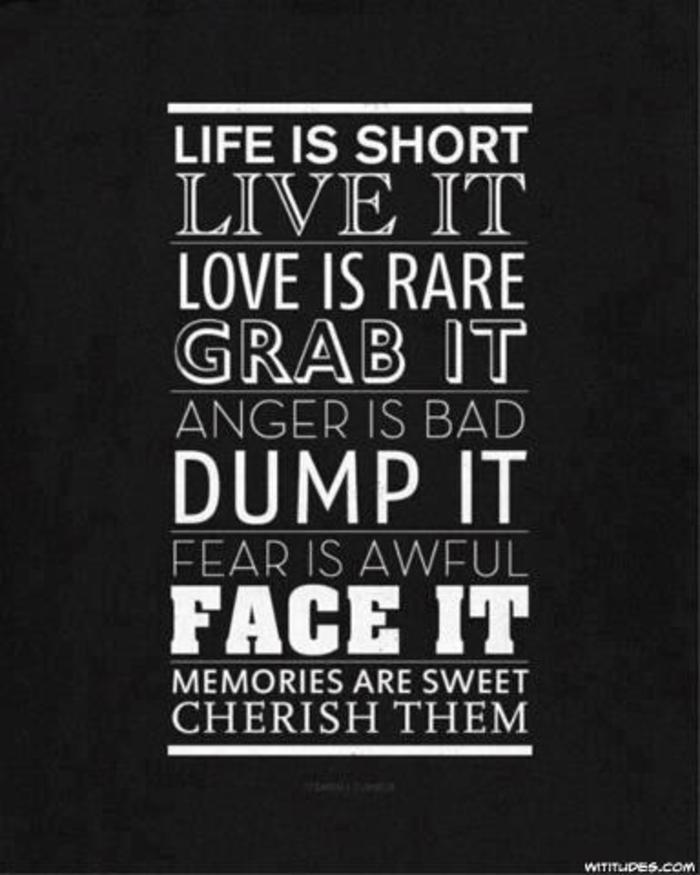 LIFE IS SHORT
LIVE IT
LOVE IS RARE
GRAB IT
ANGER IS BAD
DUMP IT
FEAR IS AWFUL
FACE IT
MEMORIES ARE SWEET
CHERISH THEM
WITITUDES.COM